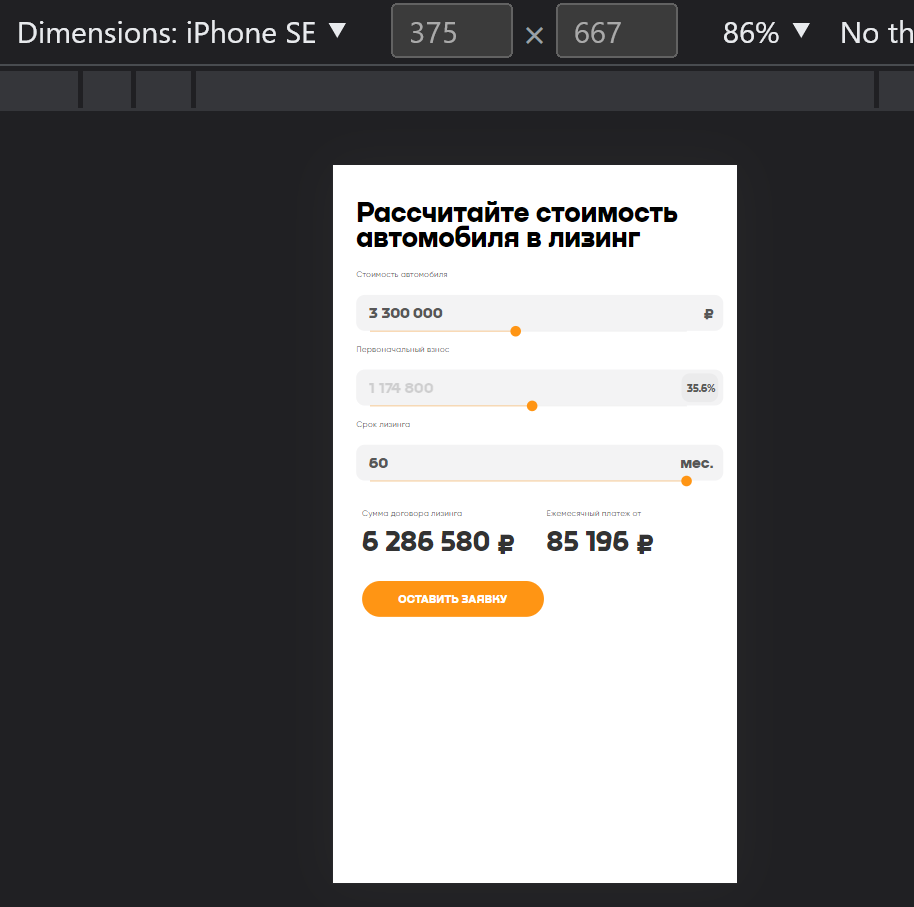 Dimensions: iPhone SE ▼ 375 × 667 86% ▼ No th
Рассчитайте стоимость
автомобиля в лизинг
Стоимость автомобиля
3 300 000 ₽
Первоначальный взнос
1 174 800 35.6%
Срок лизинга
60 мес.
Сумма договора лизинга Ежемесячный платеж от
6 286 580 ₽ 85 196 ₽
ОСТАВИТЬ ЗАЯВКУ